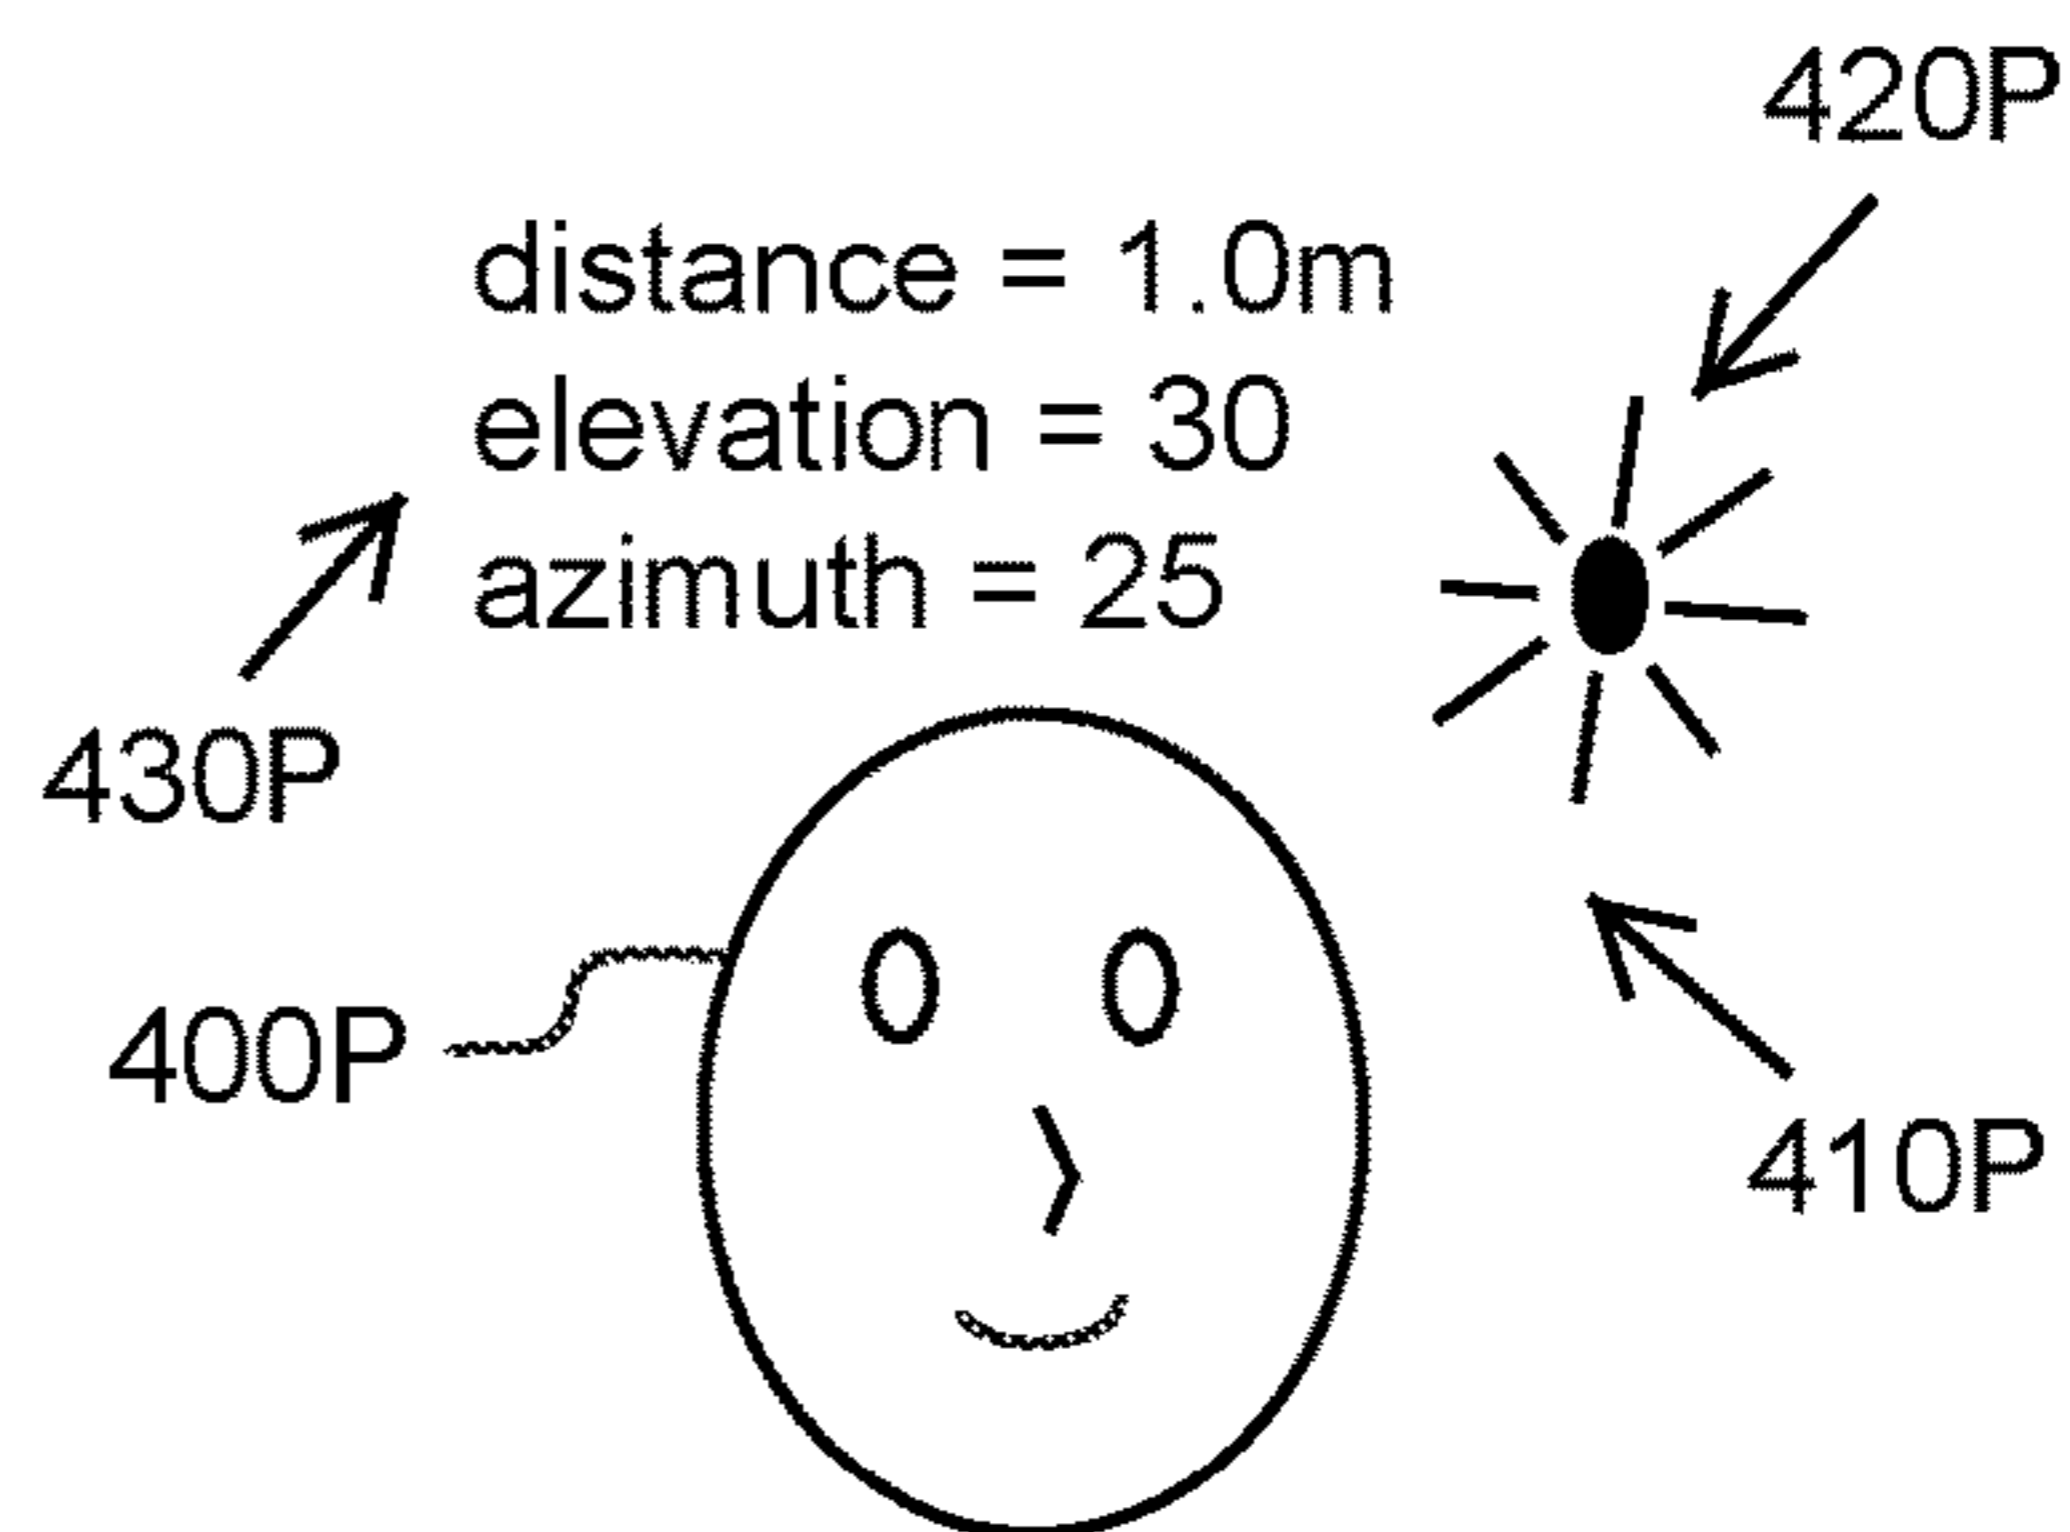 420P
distance = 1.0m
elevation = 30
azimuth = 25
430P
400P
410P